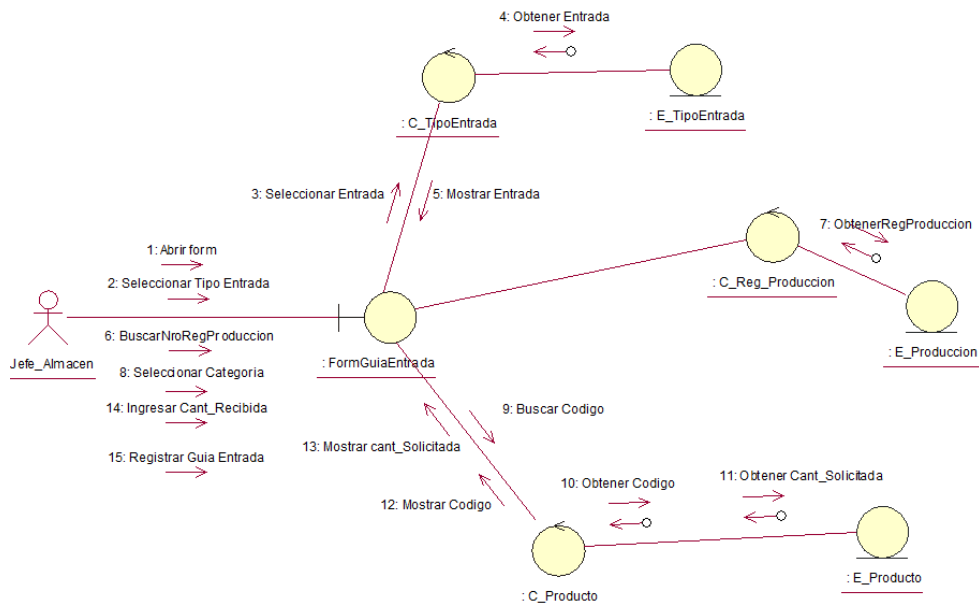 4: Obtener Entrada
: C_TipoEntrada
: E_TipoEntrada
3: Seleccionar Entrada
5: Mostrar Entrada
7: ObtenerRegProduccion
1: Abrir form
2: Seleccionar Tipo Entrada
: C_Reg_Produccion
6: BuscarNroRegProduccion
Jefe_Almacen
: FormGuiaEntrada
: E_Produccion
8: Seleccionar Categoria
14: Ingresar Cant_Recibida
9: Buscar Codigo
13: Mostrar cant_Solicitada
15: Registrar Guia Entrada
12: Mostrar Codigo
10: Obtener Codigo
11: Obtener Cant_Solicitada
: C_Producto
: E_Producto